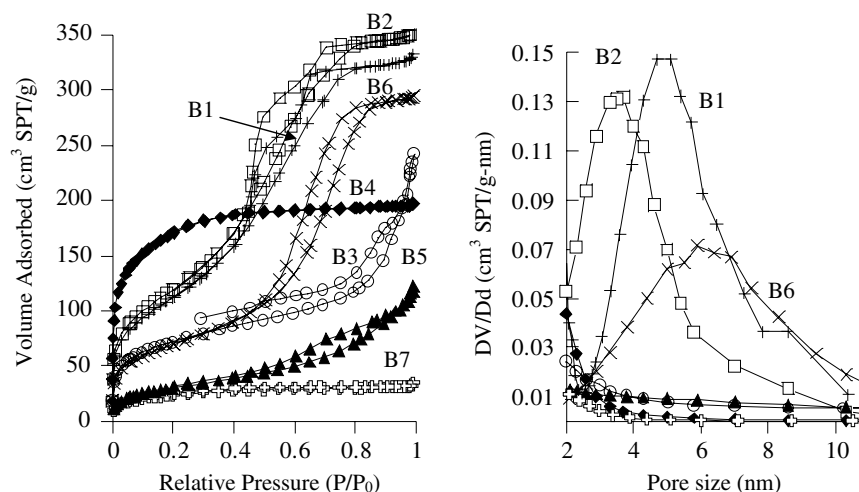 350
300
250
200
150
100
50
0
Volume Adsorbed (cm³ SPT/g)
B2
B1
B6
B4
B3
B5
B7
0
0.2
0.4
0.6
0.8
1
Relative Pressure (P/P₀)
0.15
0.13
0.11
0.09
0.07
0.05
0.03
0.01
DV/Dd (cm³ SPT/g-nm)
B2
B1
B6
2
4
6
8
10
Pore size (nm)